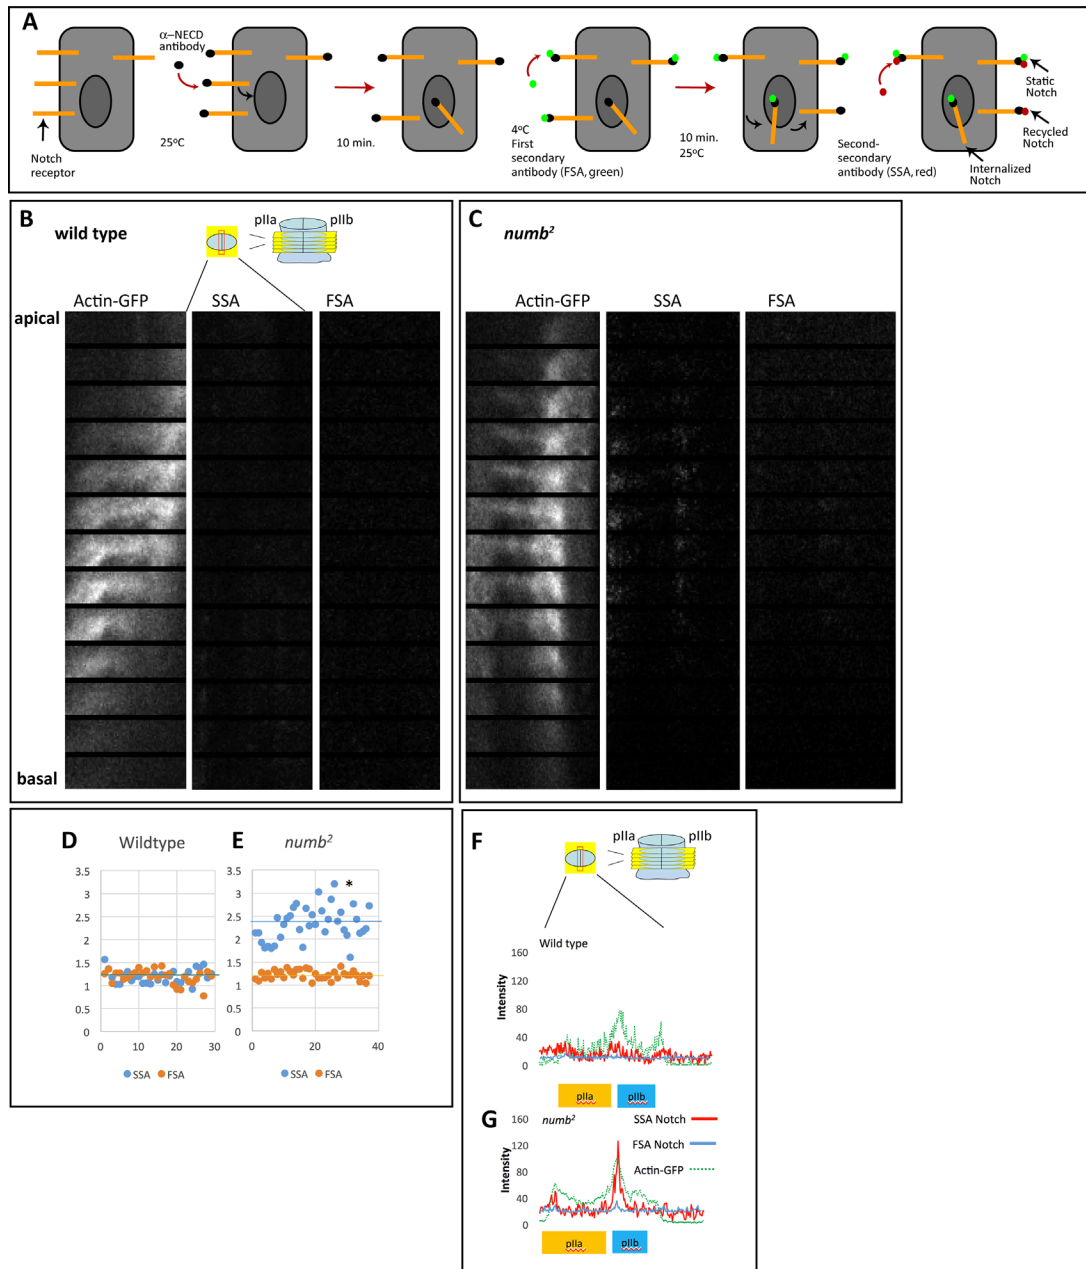 A
α–NECD
antibody
Notch
receptor
25ºC
10 min.
4ºC
First
secondary
antibody (FSA, green)
10 min.
25ºC
Second-
secondary
antibody (SSA, red)
Static
Notch
Recycled
Notch
Internalized
Notch
B
wild type
pIIa
pIIb
Actin-GFP
SSA
FSA
apical
basal
C
numb²
Actin-GFP
SSA
FSA
D
Wildtype
3.5
3
2.5
2
1.5
1
0.5
0
0
10
20
30
SSA
FSA
E
numb²
3.5
3
2.5
2
1.5
1
0.5
0
*
0
20
40
SSA
FSA
F
pIIa
pIIb
Wild type
Intensity
160
120
80
40
0
pIIa
pIIb
G
numb²
Intensity
160
120
80
40
0
SSA Notch
FSA Notch
Actin-GFP
pIIa
pIIb